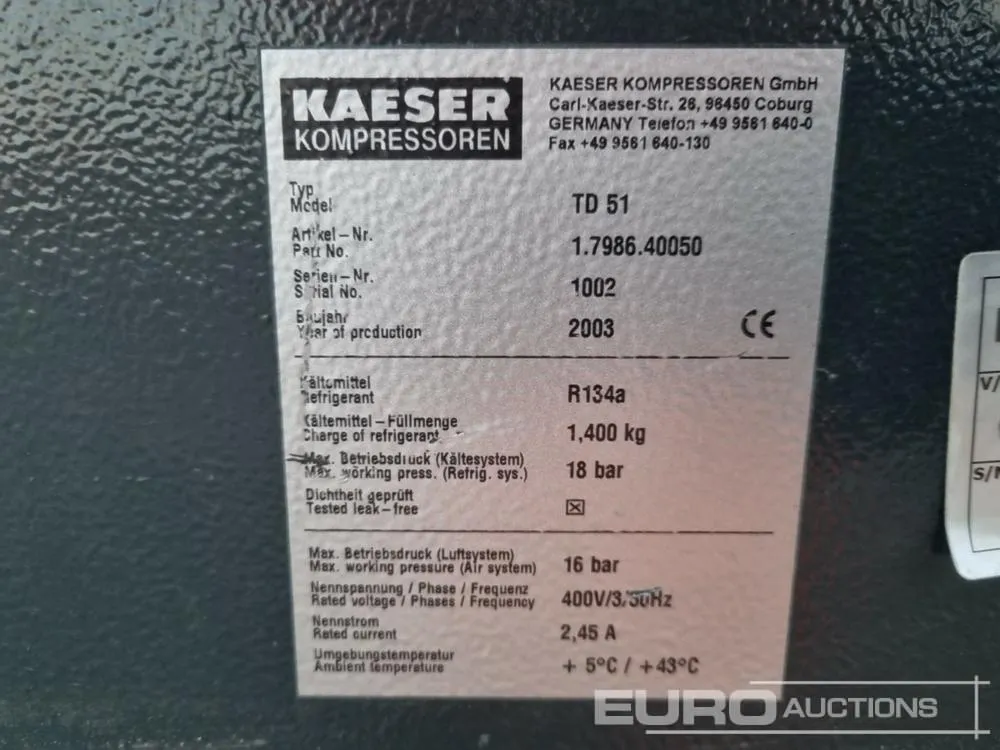 KAESER
KOMPRESSOREN
KAESER KOMPRESSOREN GmbH
Carl-Kaeser-Str. 26, 96450 Coburg
GERMANY Telefon +49 9561 640-0
Fax +49 9561 640-130
Typ
Model
TD 51
Artikel – Nr.
Part No.
1.7986.40050
Serien – Nr.
Serial No.
1002
Baujahr
Year of production
2003
CE
Kältemittel
Refrigerant
R134a
Kältemittel – Füllmenge
Charge of refrigerant
1,400 kg
Max. Betriebsdruck (Kältesystem)
Max. working press. (Refrig. sys.)
18 bar
Dichtheit geprüft
Tested leak – free
☒
Max. Betriebsdruck (Luftsystem)
Max. working pressure (Air system)
16 bar
Nennspannung / Phase / Frequenz
Rated voltage / Phases / Frequency
400V/3/50Hz
Nennstrom
Rated current
2,45 A
Umgebungstemperatur
Ambient temperature
+ 5°C / +43°C
V/
S/N
EURO AUCTIONS